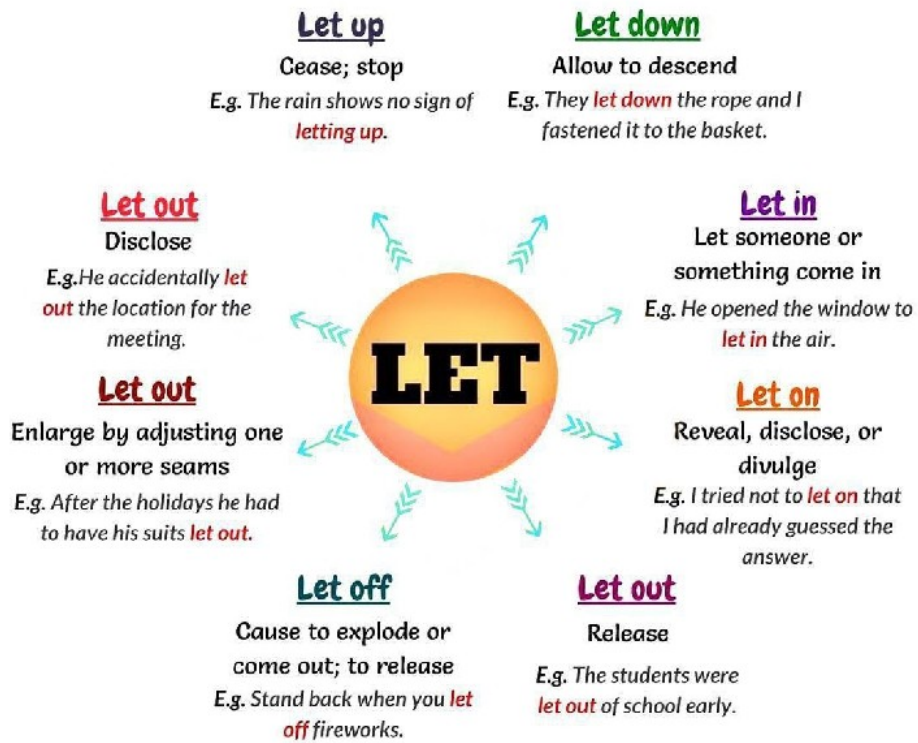 Let up
Cease; stop
E.g. The rain shows no sign of
letting up.
Let down
Allow to descend
E.g. They let down the rope and I
fastened it to the basket.
Let out
Disclose
E.g.He accidentally let
out the location for the
meeting.
Let in
Let someone or
something come in
E.g. He opened the window to
let in the air.
LET
Let out
Enlarge by adjusting one
or more seams
E.g. After the holidays he had
to have his suits let out.
Let on
Reveal, disclose, or
divulge
E.g. I tried not to let on that
I had already guessed the
answer.
Let off
Cause to explode or
come out; to release
E.g. Stand back when you let
off fireworks.
Let out
Release
E.g. The students were
let out of school early.